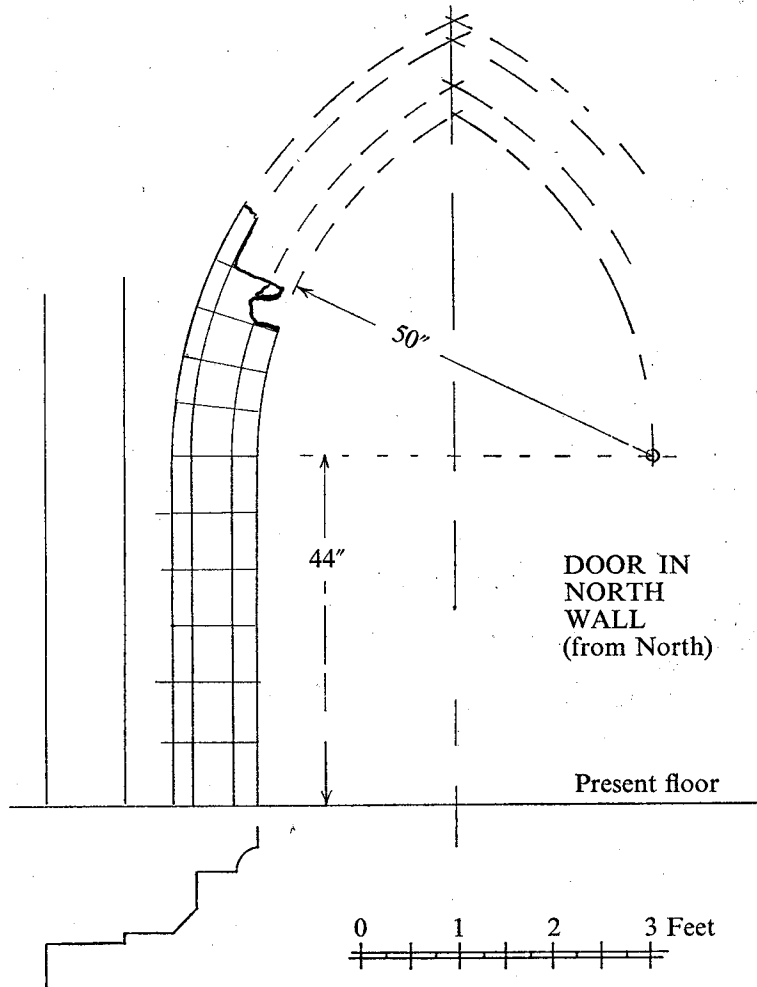 50″
44″
DOOR IN
NORTH
WALL
(from North)
Present floor
0 1 2 3 Feet